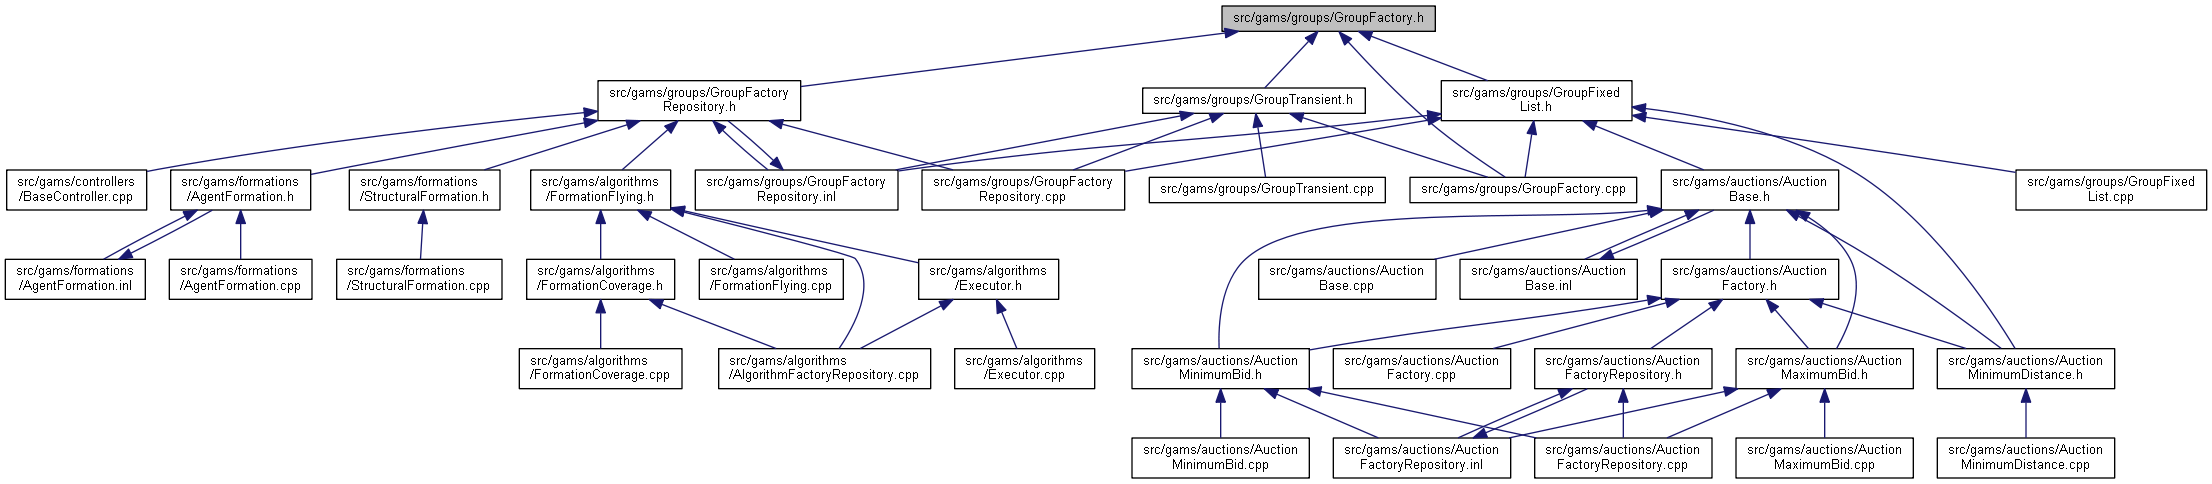 src/gams/groups/GroupFactory.h
src/gams/groups/GroupFactory
Repository.h
src/gams/groups/GroupTransient.h
src/gams/groups/GroupFixed
List.h
src/gams/controllers
/BaseController.cpp
src/gams/formations
/AgentFormation.h
src/gams/formations
/StructuralFormation.h
src/gams/algorithms
/FormationFlying.h
src/gams/groups/GroupFactory
Repository.inl
src/gams/groups/GroupFactory
Repository.cpp
src/gams/groups/GroupTransient.cpp
src/gams/groups/GroupFactory.cpp
src/gams/auctions/Auction
Base.h
src/gams/groups/GroupFixed
List.cpp
src/gams/formations
/AgentFormation.inl
src/gams/formations
/AgentFormation.cpp
src/gams/formations
/StructuralFormation.cpp
src/gams/algorithms
/FormationCoverage.h
src/gams/algorithms
/FormationFlying.cpp
src/gams/algorithms
/Executor.h
src/gams/auctions/Auction
Base.cpp
src/gams/auctions/Auction
Base.inl
src/gams/auctions/Auction
Factory.h
src/gams/algorithms
/FormationCoverage.cpp
src/gams/algorithms
/AlgorithmFactoryRepository.cpp
src/gams/algorithms
/Executor.cpp
src/gams/auctions/Auction
MinimumBid.h
src/gams/auctions/Auction
Factory.cpp
src/gams/auctions/Auction
FactoryRepository.h
src/gams/auctions/Auction
MaximumBid.h
src/gams/auctions/Auction
MinimumDistance.h
src/gams/auctions/Auction
MinimumBid.cpp
src/gams/auctions/Auction
FactoryRepository.inl
src/gams/auctions/Auction
FactoryRepository.cpp
src/gams/auctions/Auction
MaximumBid.cpp
src/gams/auctions/Auction
MinimumDistance.cpp